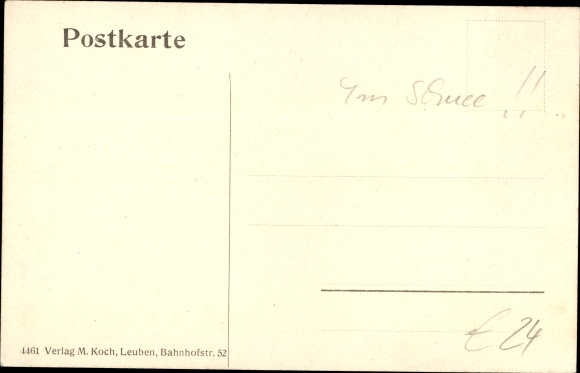 Postkarte
Im Schnee !!
4461 Verlag M. Koch, Leuben, Bahnhofstr. 52
€ 24